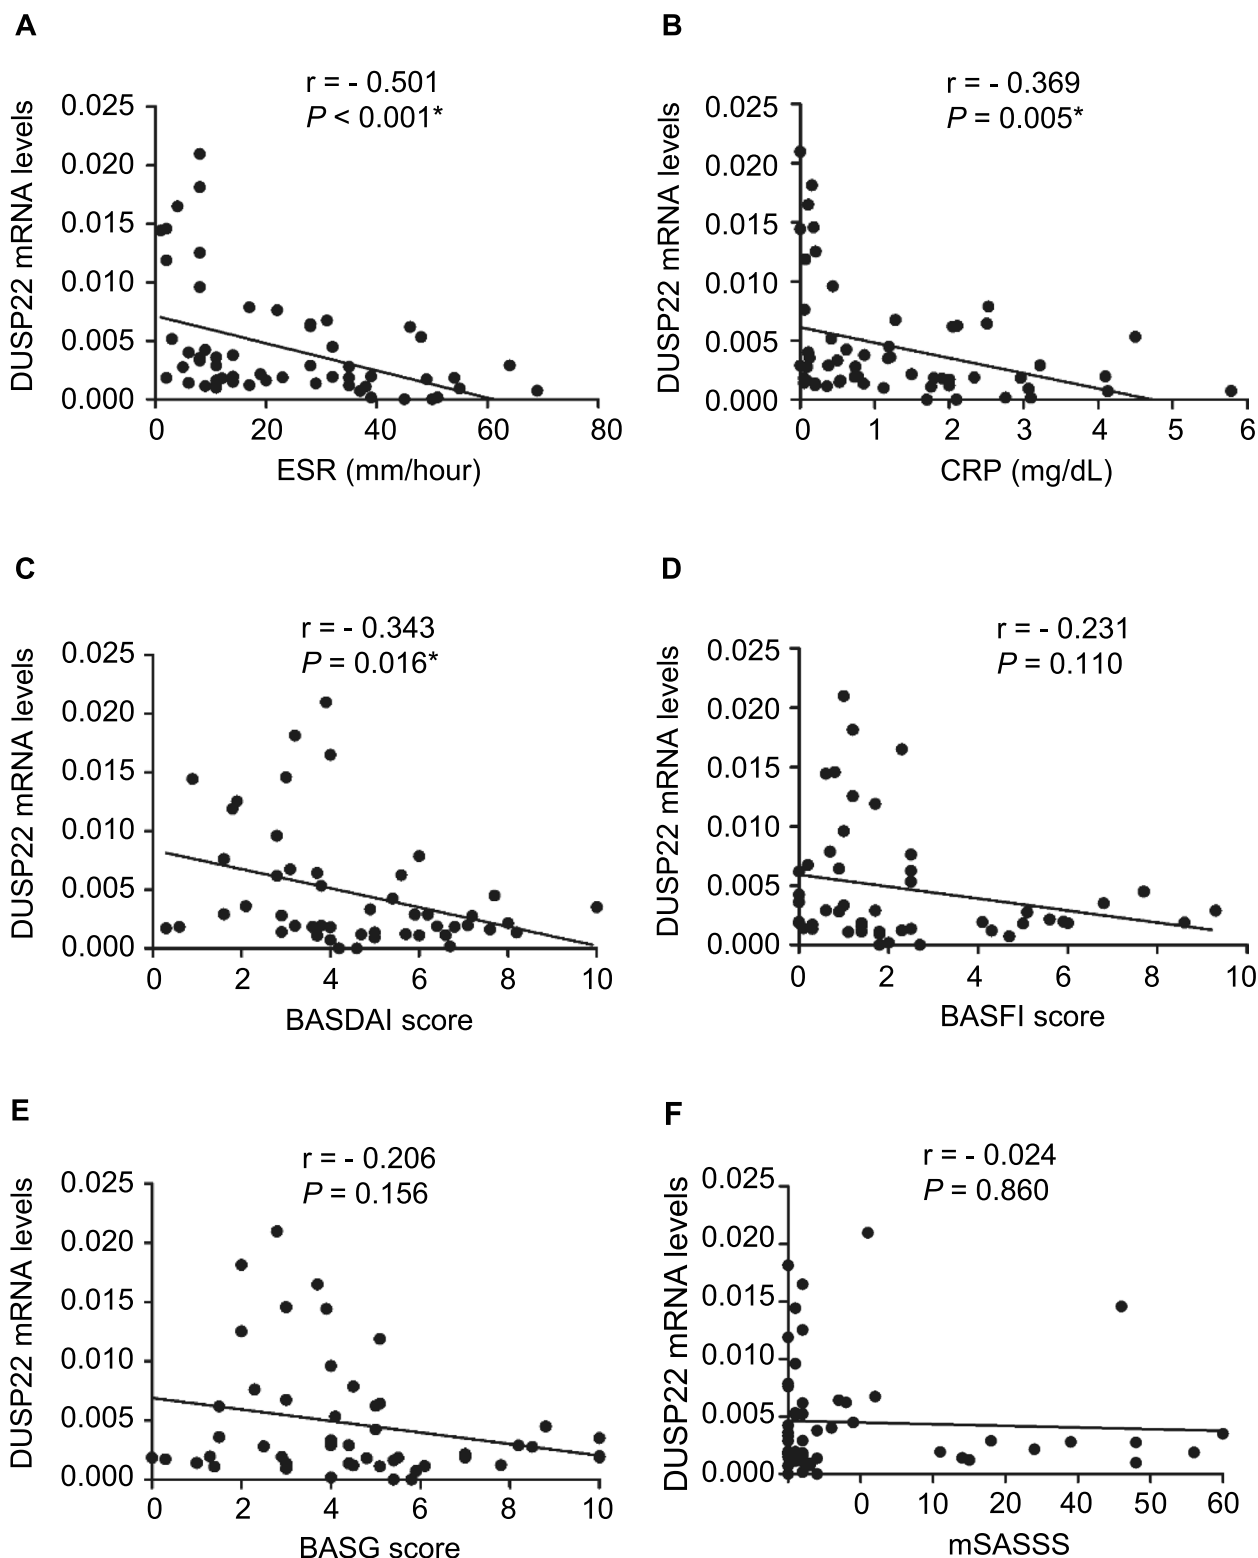 A
r = - 0.501
P < 0.001*
DUSP22 mRNA levels
0.025
0.020
0.015
0.010
0.005
0.000
0 20 40 60 80
ESR (mm/hour)
B
r = - 0.369
P = 0.005*
DUSP22 mRNA levels
0.025
0.020
0.015
0.010
0.005
0.000
0 1 2 3 4 5 6
CRP (mg/dL)
C
r = - 0.343
P = 0.016*
DUSP22 mRNA levels
0.025
0.020
0.015
0.010
0.005
0.000
0 2 4 6 8 10
BASDAI score
D
r = - 0.231
P = 0.110
DUSP22 mRNA levels
0.025
0.020
0.015
0.010
0.005
0.000
0 2 4 6 8 10
BASFI score
E
r = - 0.206
P = 0.156
DUSP22 mRNA levels
0.025
0.020
0.015
0.010
0.005
0.000
0 2 4 6 8 10
BASG score
F
r = - 0.024
P = 0.860
DUSP22 mRNA levels
0.025
0.020
0.015
0.010
0.005
0.000
0 10 20 40 50 60
mSASSS